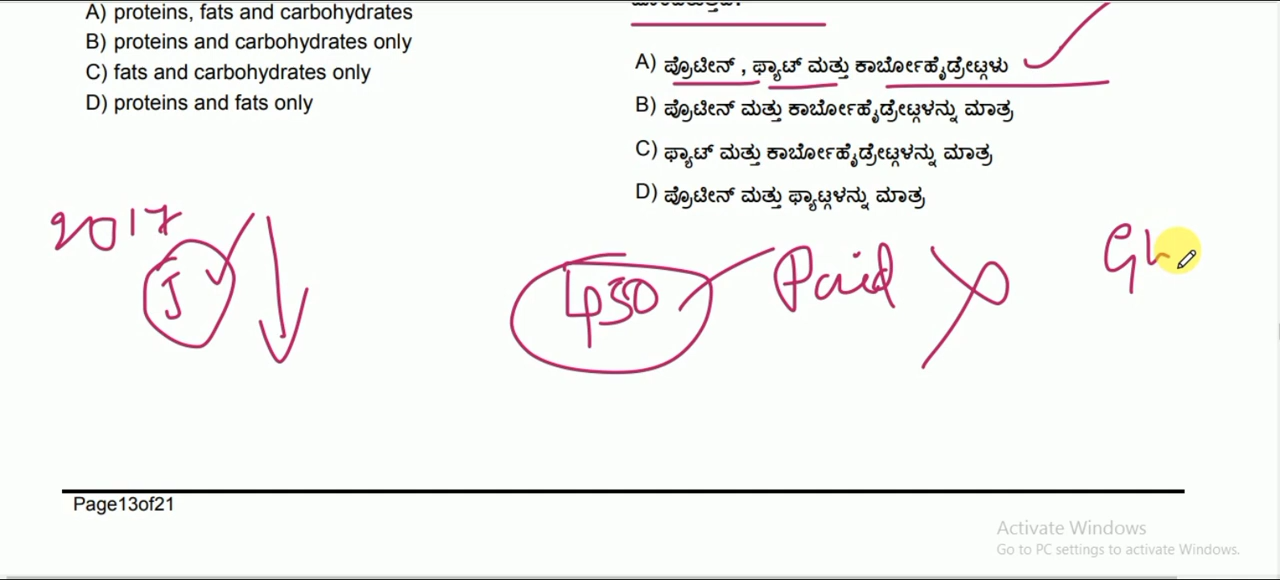 A) proteins, fats and carbohydrates
B) proteins and carbohydrates only
C) fats and carbohydrates only
D) proteins and fats only
A) ಪ್ರೊಟೀನ್ , ಫ್ಯಾಟ್ ಮತ್ತು ಕಾರ್ಬೋಹೈಡ್ರೇಟ್ಗಳು
B) ಪ್ರೊಟೀನ್ ಮತ್ತು ಕಾರ್ಬೋಹೈಡ್ರೇಟ್ಗಳನ್ನು ಮಾತ್ರ
C) ಫ್ಯಾಟ್ ಮತ್ತು ಕಾರ್ಬೋಹೈಡ್ರೇಟ್ಗಳನ್ನು ಮಾತ್ರ
D) ಪ್ರೊಟೀನ್ ಮತ್ತು ಫ್ಯಾಟ್ಗಳನ್ನು ಮಾತ್ರ
2017
J
450 Paid
Page13of21
Activate Windows
Go to PC settings to activate Windows.